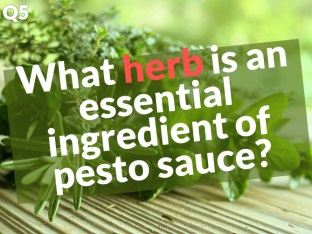 Q5
What herb is an
essential
ingredient of
pesto sauce?